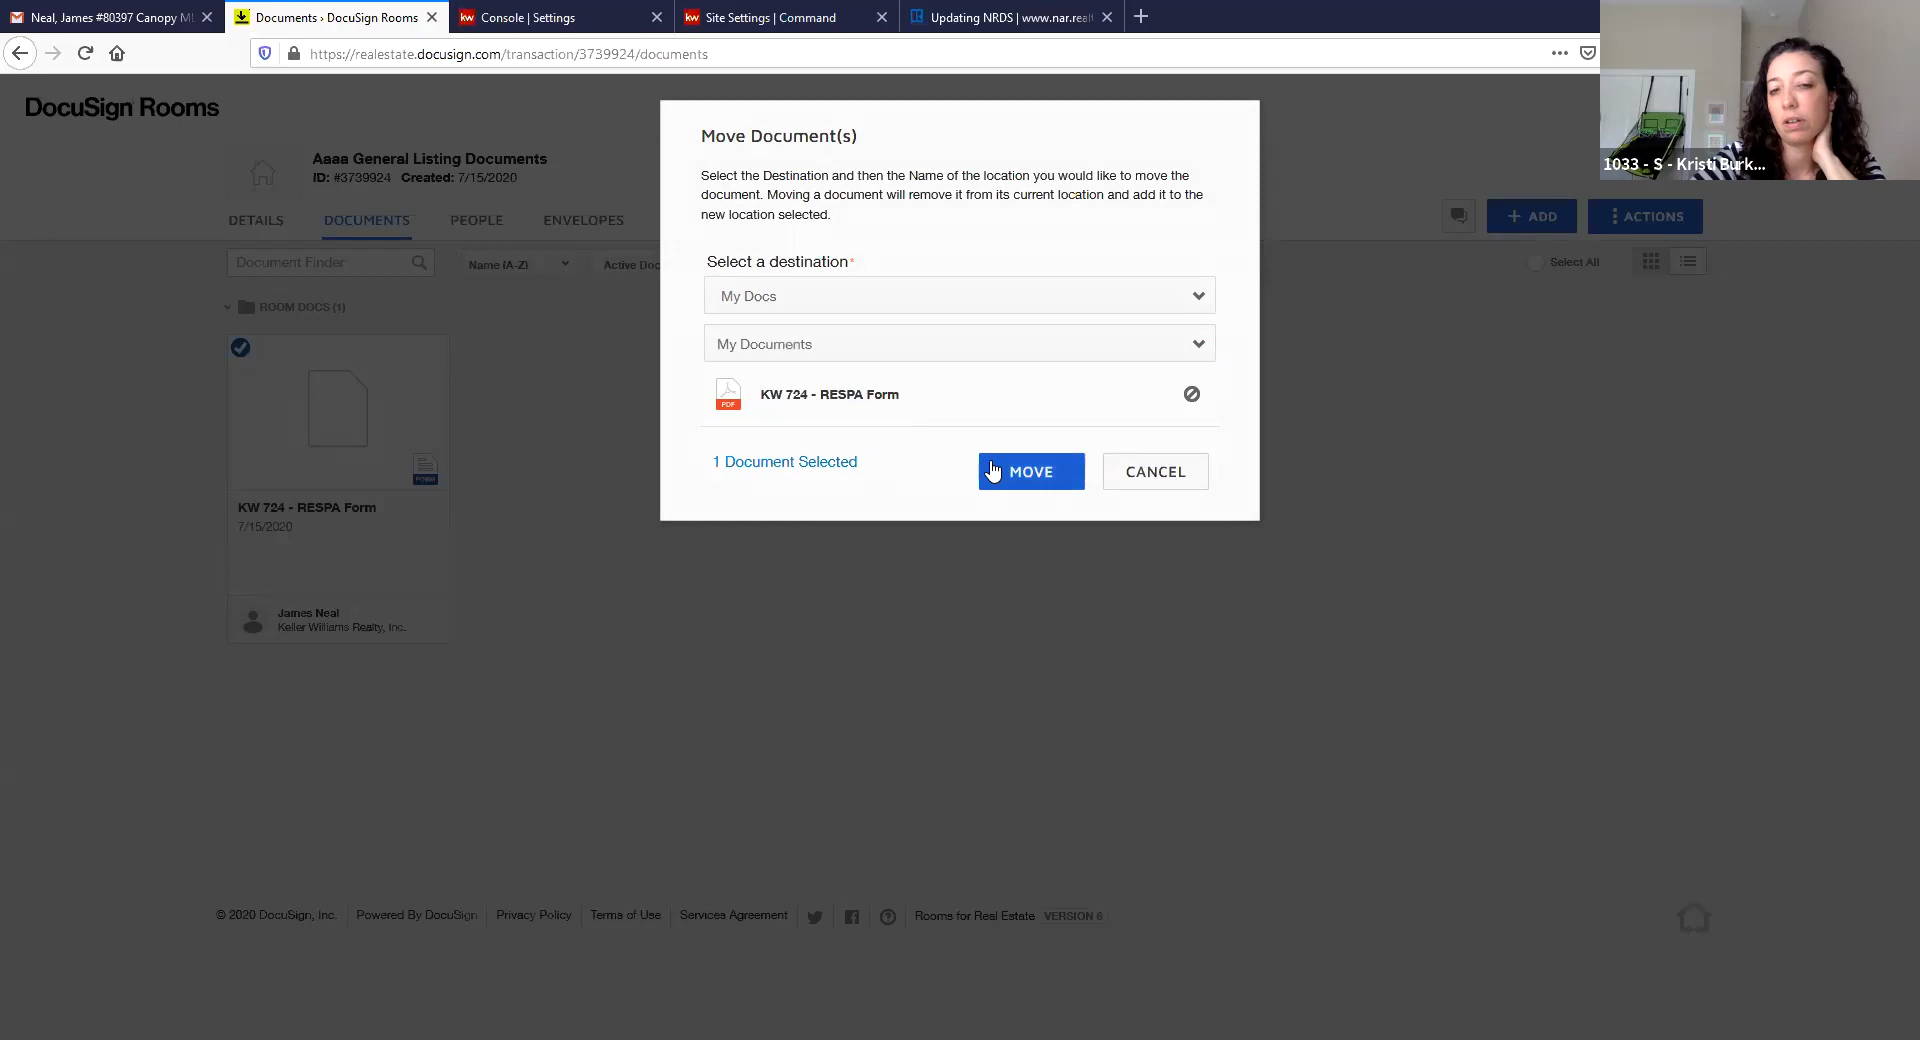 Neal, James #80397 Canopy ML
Documents › DocuSign Rooms
Console | Settings
Site Settings | Command
Updating NRDS | www.nar.real
https://realestate.docusign.com/transaction/3739924/documents
1033 - S - Kristi Burk...
DocuSign Rooms
Aaaa General Listing Documents
ID: #3739924 Created: 7/15/2020
DETAILS
DOCUMENTS
PEOPLE
ENVELOPES
+ ADD
ACTIONS
Document Finder
Name (A-Z)
Active Doc
Select All
ROOM DOCS (1)
FORM
KW 724 - RESPA Form
7/15/2020
James Neal
Keller Williams Realty, Inc.
Move Document(s)
Select the Destination and then the Name of the location you would like to move the
document. Moving a document will remove it from its current location and add it to the
new location selected.
Select a destination*
My Docs
My Documents
PDF
KW 724 - RESPA Form
1 Document Selected
MOVE
CANCEL
© 2020 DocuSign, Inc.
Powered By DocuSign
Privacy Policy
Terms of Use
Services Agreement
Rooms for Real Estate VERSION 6